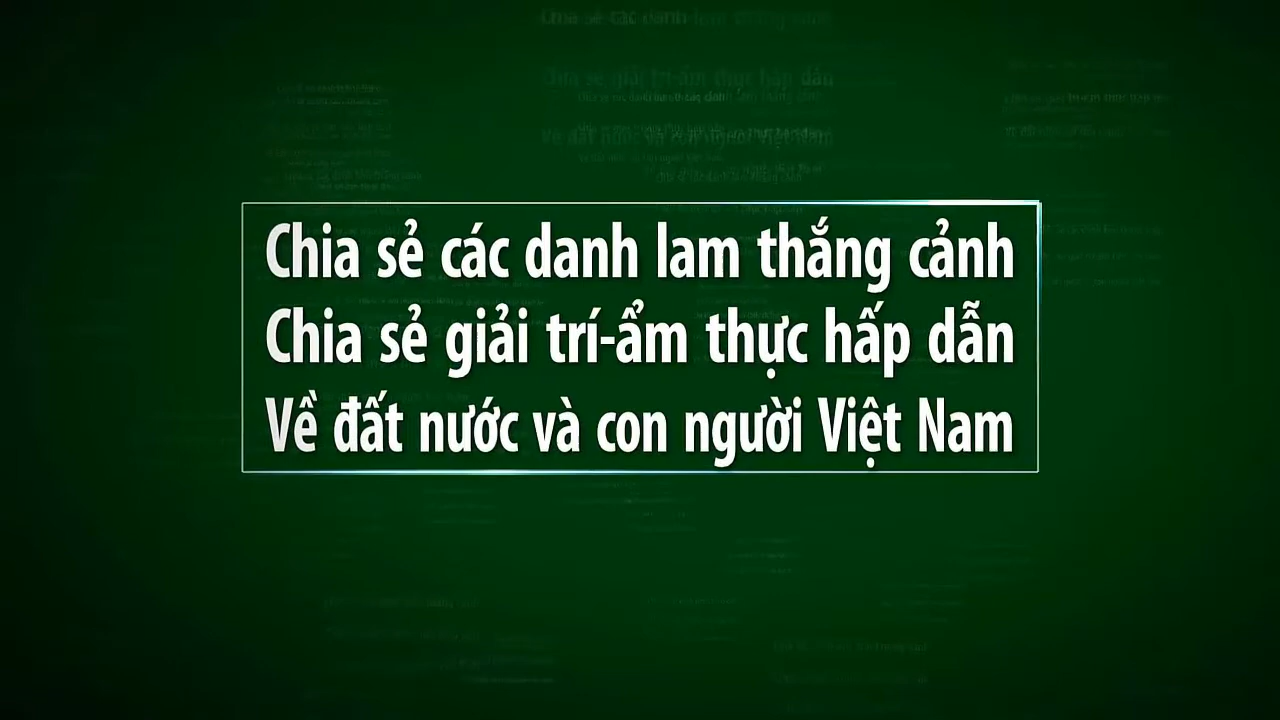 Chia sẻ các danh lam thắng cảnh
Chia sẻ giải trí-ẩm thực hấp dẫn
Về đất nước và con người Việt Nam